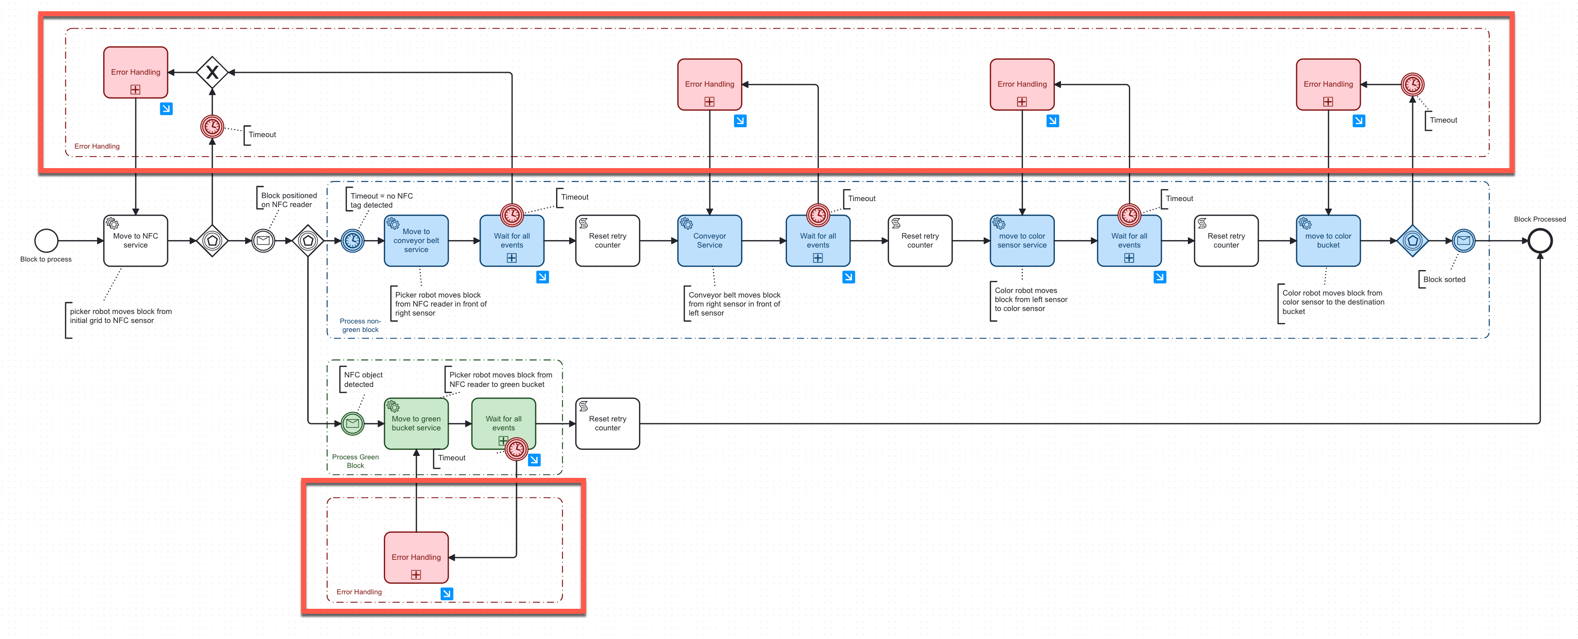 Error Handling
Error Handling
Error Handling
Error Handling
Timeout
Timeout
Error Handling
Block positioned
on NFC reader
Timeout = no NFC
tag detected
Timeout
Timeout
Timeout
Block Processed
Move to NFC
service
Move to
conveyor belt
service
Wait for all
events
Reset retry
counter
Conveyor
Service
Wait for all
events
Reset retry
counter
move to color
sensor service
Wait for all
events
Reset retry
counter
move to color
bucket
Block to process
Block sorted
picker robot moves block from
initial grid to NFC sensor
Picker robot moves block
from NFC reader in front of
right sensor
Conveyor belt moves block
from right sensor in front of
left sensor
Color robot moves
block from left sensor
to color sensor
Color robot moves block from
color sensor to the destination
bucket
Process non-
green block
NFC object
detected
Picker robot moves block from
NFC reader to green bucket
Move to green
bucket service
Wait for all
events
Reset retry
counter
Process Green
Block
Timeout
Error Handling
Error Handling